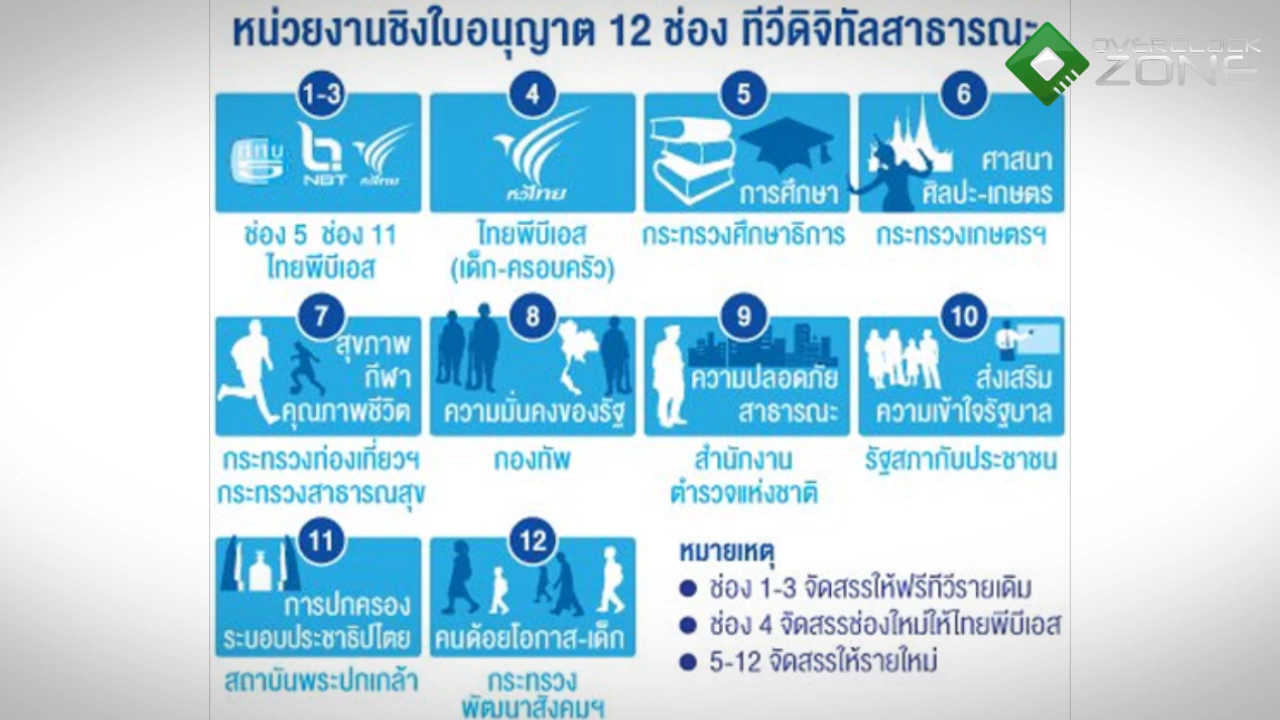 หน่วยงานชิงใบอนุญาต 12 ช่อง ทีวีดิจิทัลสาธารณะ
OVERCLOCK
ZONE
1-3
ททบ
5
NBT
ทีวีไทย
ช่อง 5 ช่อง 11
ไทยพีบีเอส
4
ทีวีไทย
ไทยพีบีเอส
(เด็ก-ครอบครัว)
5
การศึกษา
กระทรวงศึกษาธิการ
6
ศาสนา
ศิลปะ-เกษตร
กระทรวงเกษตรฯ
7
สุขภาพ
กีฬา
คุณภาพชีวิต
กระทรวงท่องเที่ยวฯ
กระทรวงสาธารณสุข
8
ความมั่นคงของรัฐ
กองทัพ
9
ความปลอดภัย
สาธารณะ
สำนักงาน
ตำรวจแห่งชาติ
10
ส่งเสริม
ความเข้าใจรัฐบาล
รัฐสภากับประชาชน
11
การปกครอง
ระบอบประชาธิปไตย
สถาบันพระปกเกล้า
12
คนด้อยโอกาส-เด็ก
กระทรวง
พัฒนาสังคมฯ
หมายเหตุ
● ช่อง 1-3 จัดสรรให้ฟรีทีวีรายเดิม
● ช่อง 4 จัดสรรช่องใหม่ให้ไทยพีบีเอส
● 5-12 จัดสรรให้รายใหม่